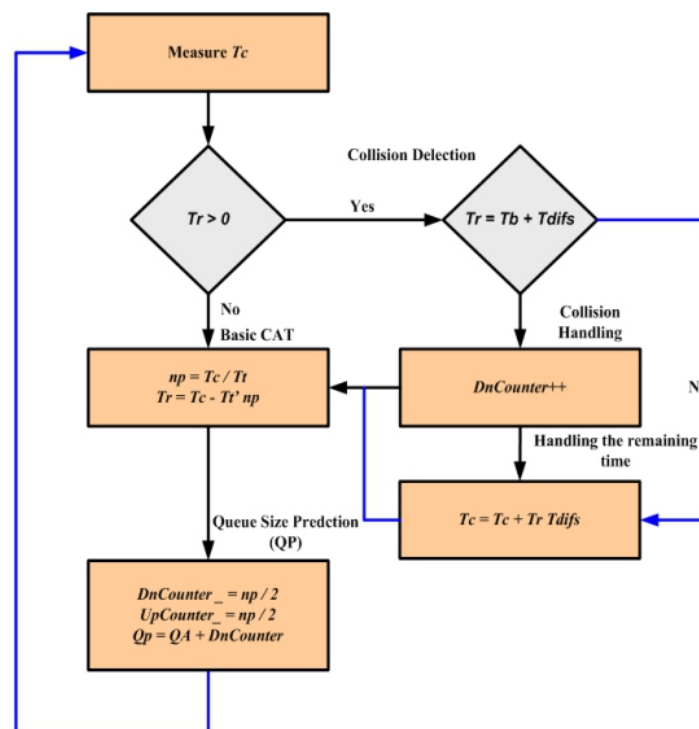 Measure Tc
Collision Delection
Tr > 0
Yes
Tr = Tb + Tdifs
No
Basic CAT
Collision
Handling
np = Tc / Tt
Tr = Tc - Tt' np
DnCounter++
N
Handling the remaining
time
Tc = Tc + Tr Tdifs
Queue Size Predction
(QP)
DnCounter_ = np / 2
UpCounter_ = np / 2
Qp = QA + DnCounter